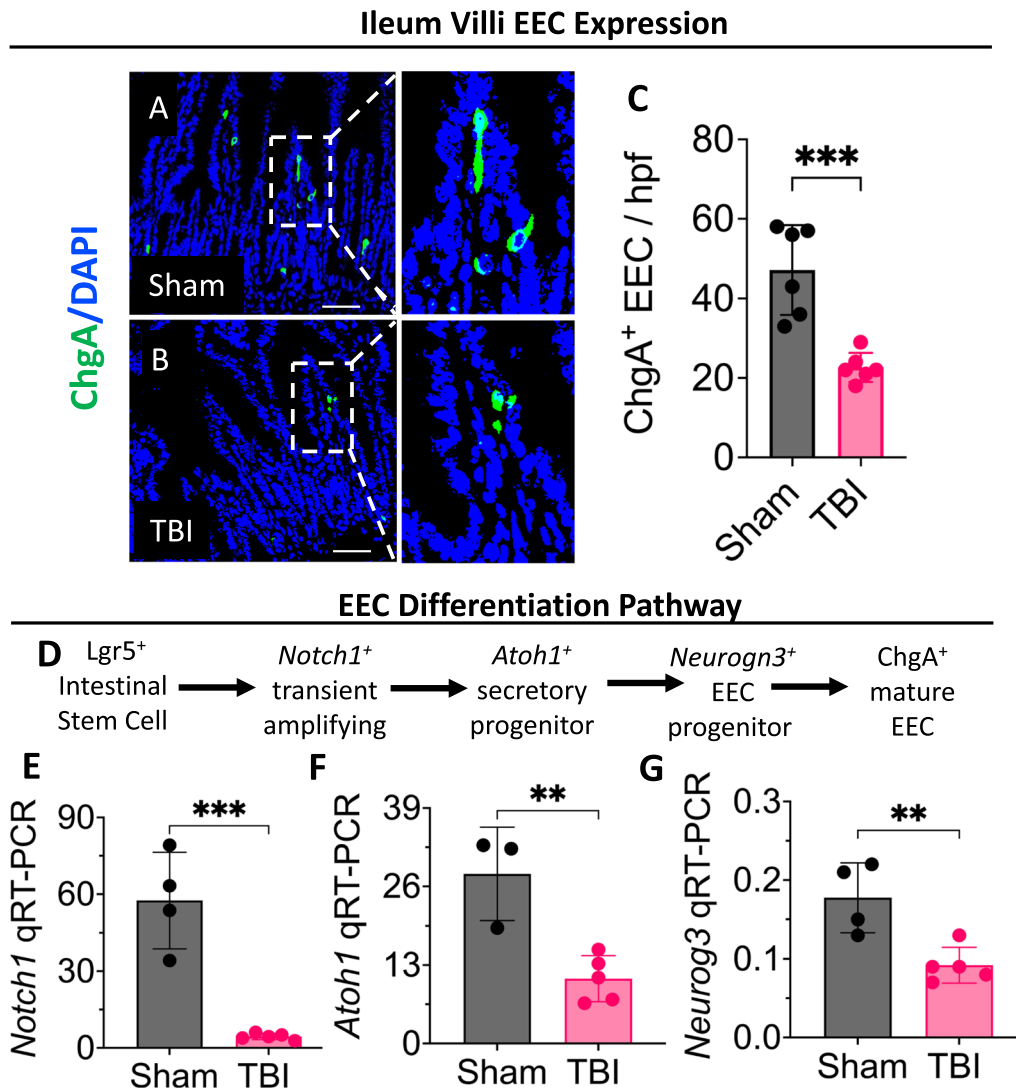 Ileum Villi EEC Expression
ChgA/DAPI
A
Sham
B
TBI
C
ChgA⁺ EEC / hpf
80
60
40
20
0
***
Sham
TBI
EEC Differentiation Pathway
D
Lgr5⁺
Intestinal
Stem Cell
Notch1⁺
transient
amplifying
Atoh1⁺
secretory
progenitor
Neurogn3⁺
EEC
progenitor
ChgA⁺
mature
EEC
E
Notch1 qRT-PCR
90
60
30
0
***
Sham
TBI
F
Atoh1 qRT-PCR
39
26
13
0
**
Sham
TBI
G
Neurog3 qRT-PCR
0.3
0.2
0.1
0.0
**
Sham
TBI